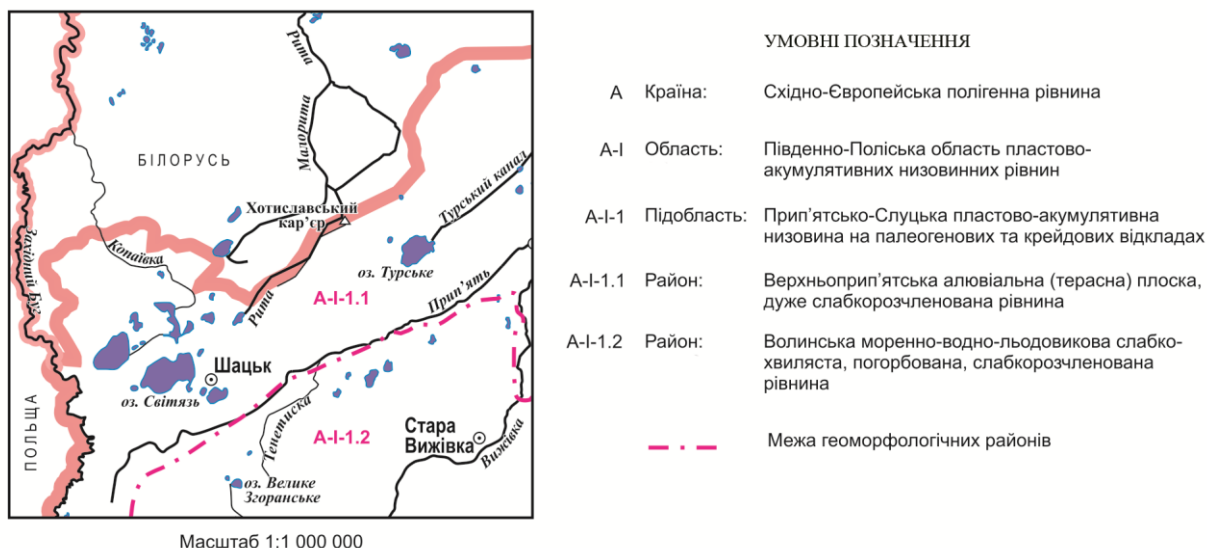 Рита
Малорита
БІЛОРУСЬ
Турський канал
Хотиславський
кар’єр
Копаївка
Західний Буг
оз. Турське
Прип’ять
Рита
А-І-1.1
Шацьк
оз. Світязь
ПОЛЬЩА
А-І-1.2
Тенетиска
Стара
Вижівка
Вижівка
оз. Велике
Згоранське
Масштаб 1:1 000 000
УМОВНІ ПОЗНАЧЕННЯ
А Країна: Східно-Європейська полігенна рівнина
А-І Область: Південно-Поліська область пластово-
акумулятивних низовинних рівнин
А-І-1 Підобласть: Прип’ятсько-Слуцька пластово-акумулятивна
низовина на палеогенових та крейдових відкладах
А-І-1.1 Район: Верхньоприп’ятська алювіальна (терасна) плоска,
дуже слабкорозчленована рівнина
А-І-1.2 Район: Волинська моренно-водно-льодовикова слабко-
хвиляста, погорбована, слабкорозчленована
рівнина
Межа геоморфологічних районів